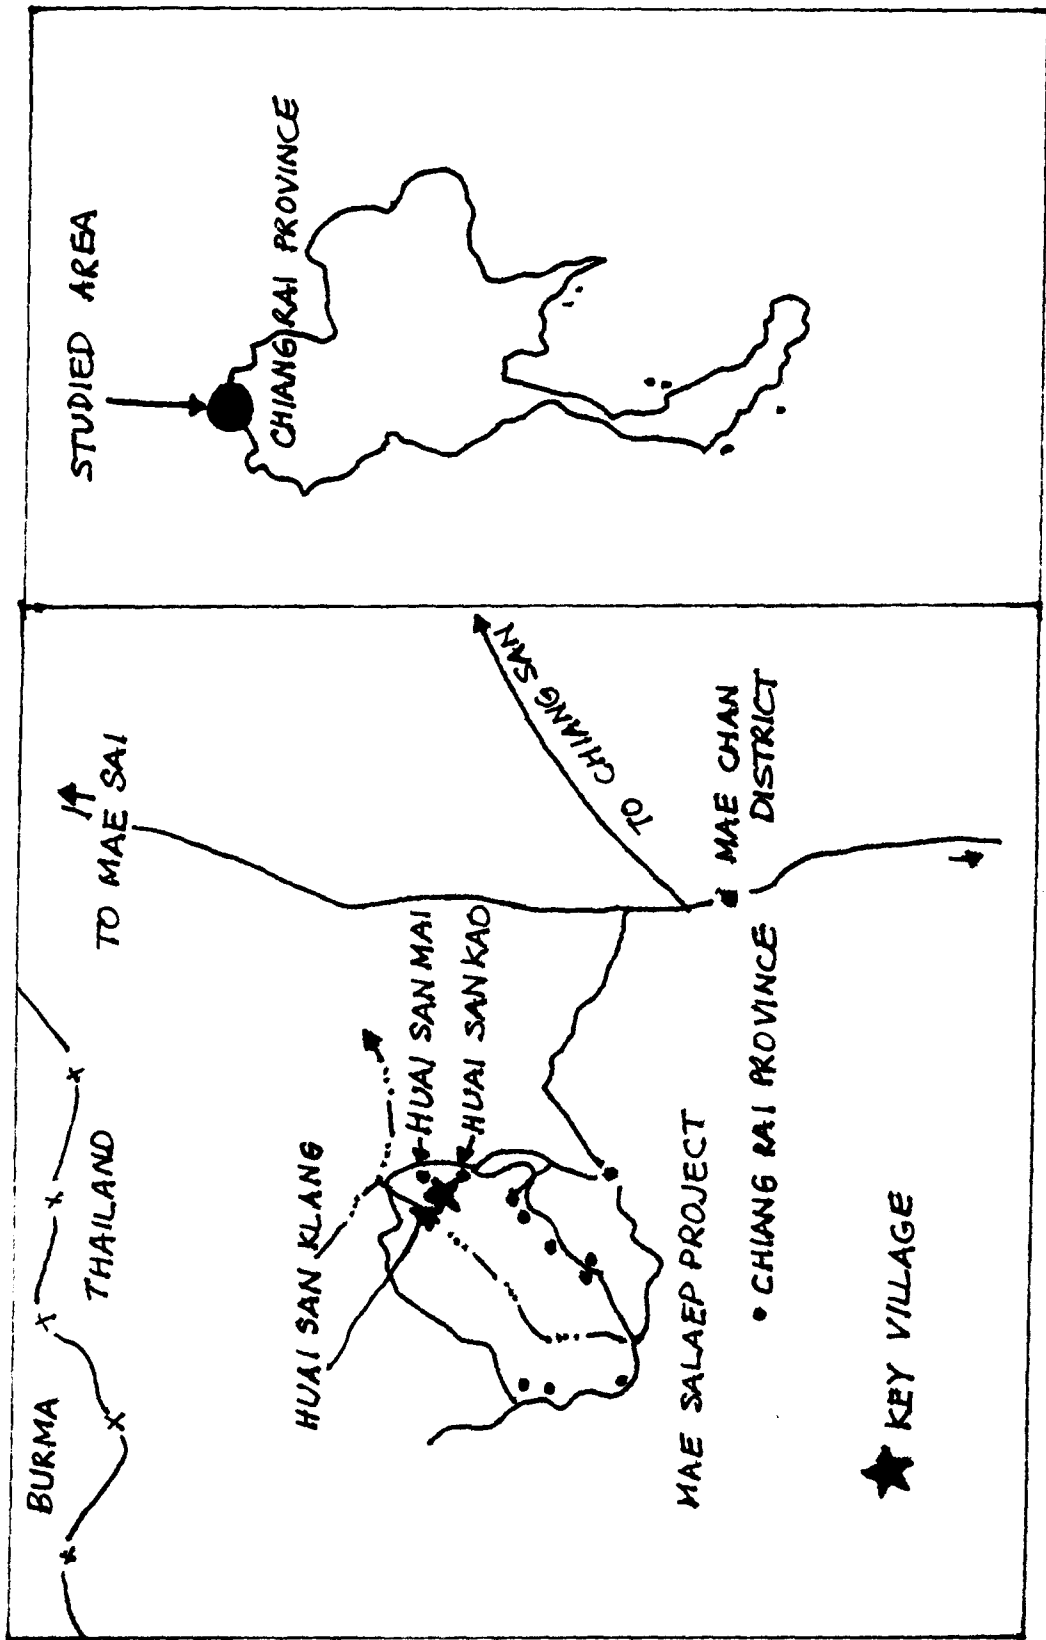 BURMA
THAILAND
TO MAE SAI
HUAI SAN KLANG
HUAI SAN MAI
HUAI SAN KAO
TO CHIANG SAN
MAE SALAEP PROJECT
• CHIANG RAI PROVINCE
MAE CHAN
DISTRICT
KEY VILLAGE
STUDIED AREA
CHIANG RAI PROVINCE